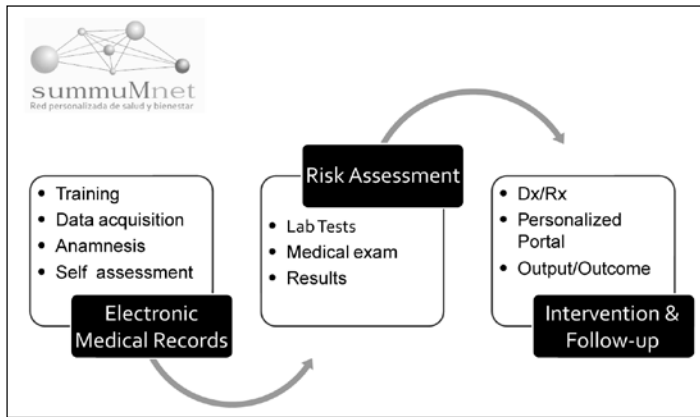 summuMnet
Red personalizada de salud y bienestar
• Training
• Data acquisition
• Anamnesis
• Self assessment
Electronic
Medical Records
Risk Assessment
• Lab Tests
• Medical exam
• Results
• Dx/Rx
• Personalized
Portal
• Output/Outcome
Intervention &
Follow-up